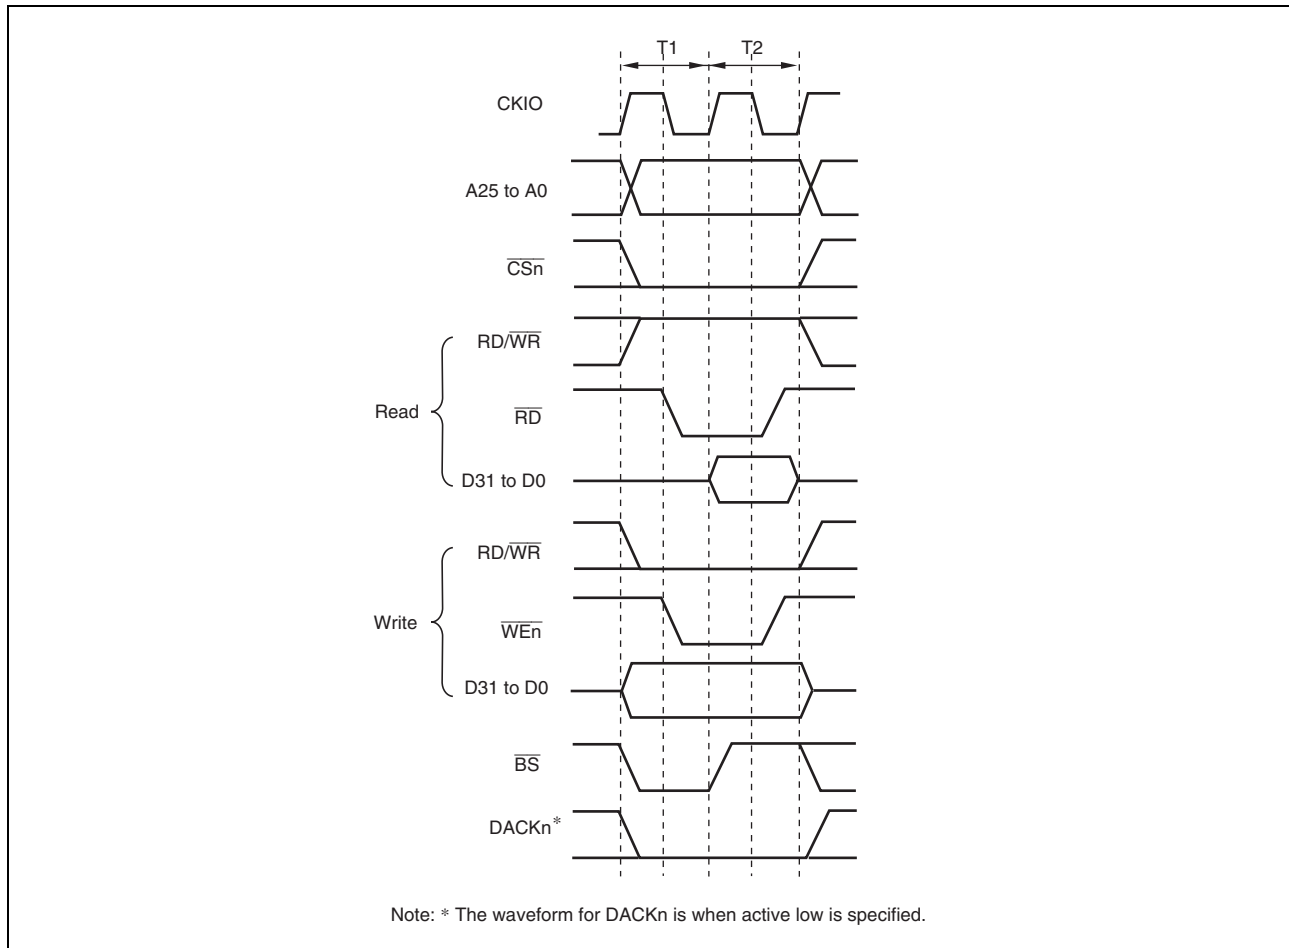 T1 T2
CKIO
A25 to A0
CSn
RD/WR
Read
RD
D31 to D0
RD/WR
Write
WEn
D31 to D0
BS
DACKn*
Note: * The waveform for DACKn is when active low is specified.